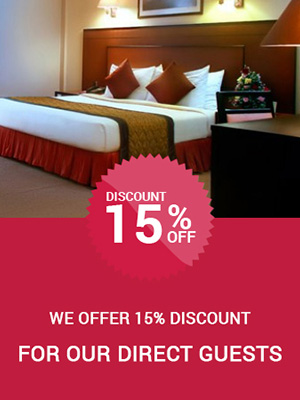 DISCOUNT
15% OFF
WE OFFER 15% DISCOUNT
FOR OUR DIRECT GUESTS